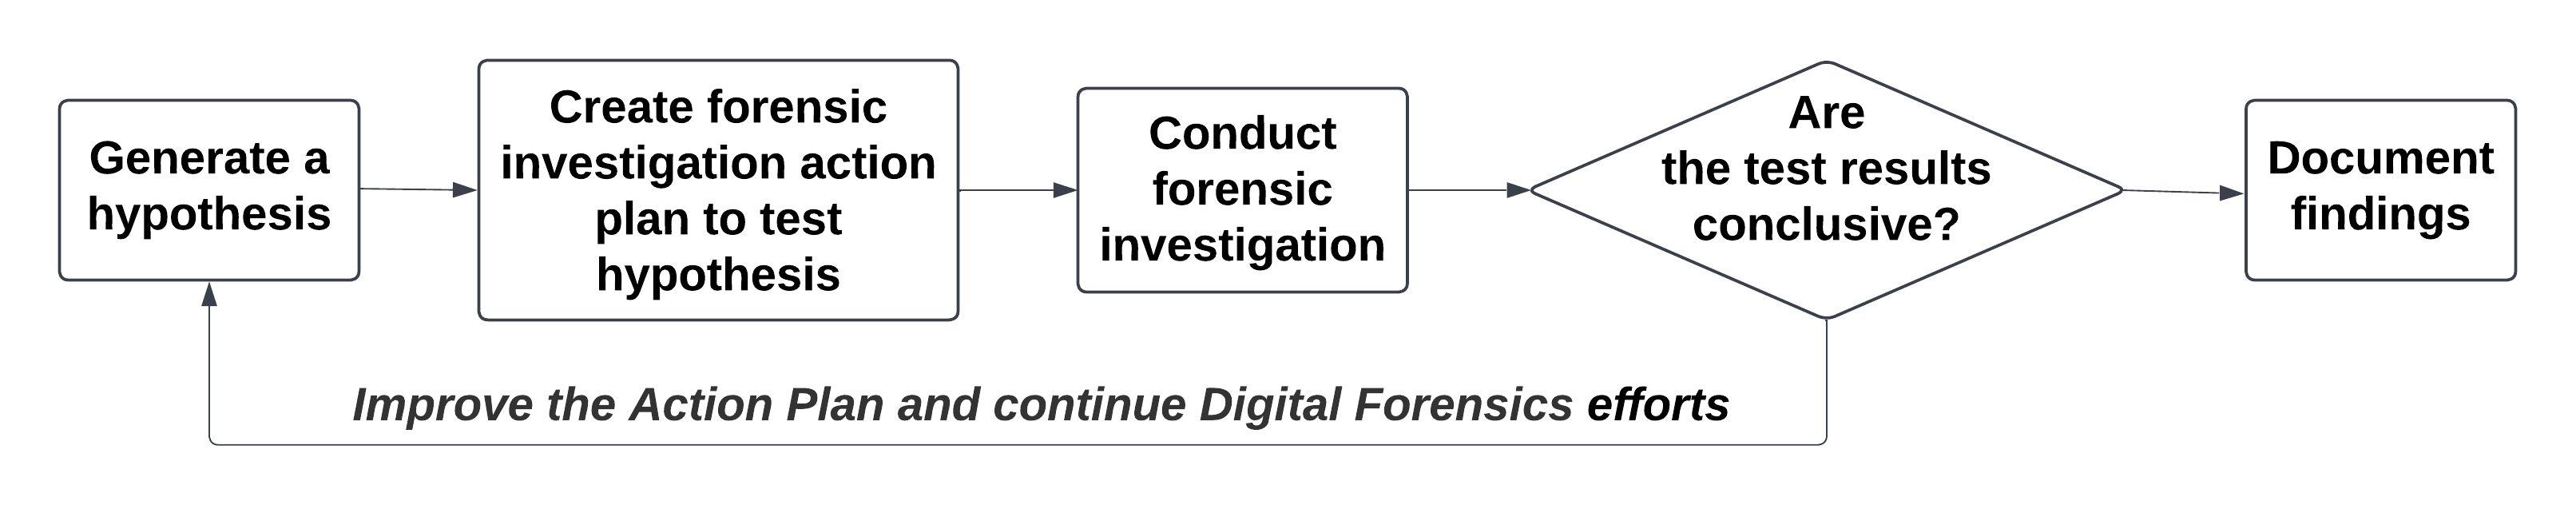 Generate a
hypothesis
Create forensic
investigation action
plan to test
hypothesis
Conduct
forensic
investigation
Are
the test results
conclusive?
Document
findings
Improve the Action Plan and continue Digital Forensics efforts